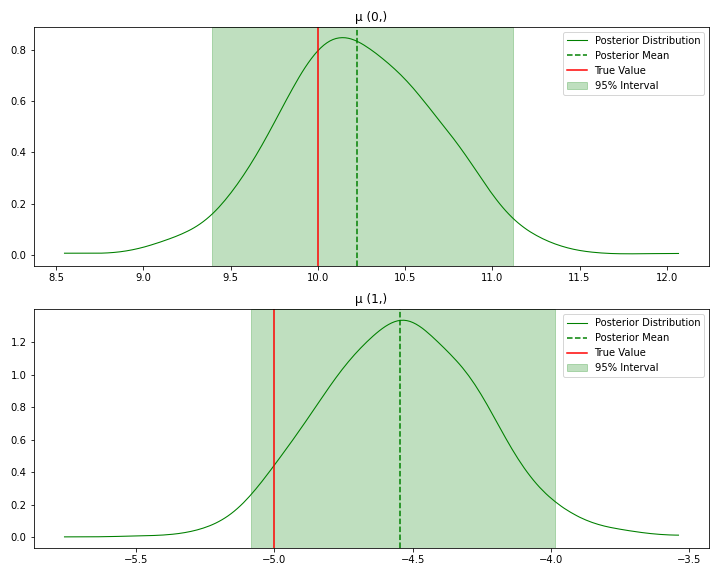 μ (0,)
Posterior Distribution
Posterior Mean
True Value
95% Interval
0.8
0.6
0.4
0.2
0.0
8.5 9.0 9.5 10.0 10.5 11.0 11.5 12.0
μ (1,)
Posterior Distribution
Posterior Mean
True Value
95% Interval
1.2
1.0
0.8
0.6
0.4
0.2
0.0
−5.5 −5.0 −4.5 −4.0 −3.5